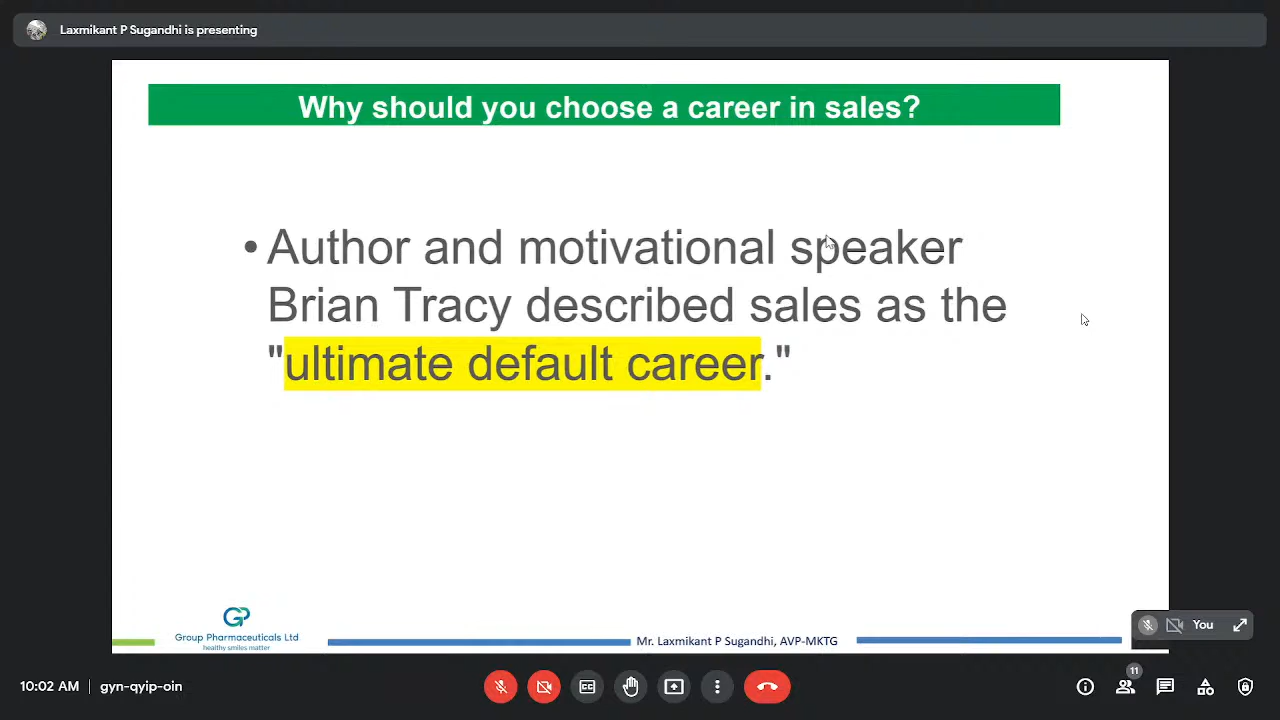 Laxmikant P Sugandhi is presenting
Why should you choose a career in sales?
• Author and motivational speaker
Brian Tracy described sales as the
"ultimate default career."
GP
Group Pharmaceuticals Ltd
healthy smiles matter
Mr. Laxmikant P Sugandhi, AVP-MKTG
You
10:02 AM | gyn-qyip-oin
CC
11